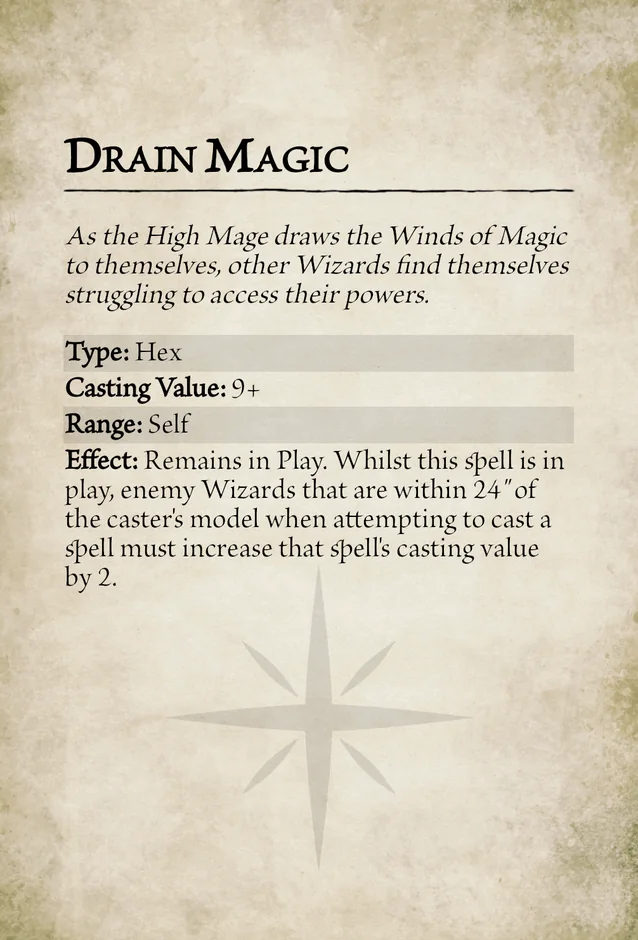 Drain Magic
As the High Mage draws the Winds of Magic
to themselves, other Wizards find themselves
struggling to access their powers.
Type: Hex
Casting Value: 9+
Range: Self
Effect: Remains in Play. Whilst this spell is in
play, enemy Wizards that are within 24" of
the caster's model when attempting to cast a
spell must increase that spell's casting value
by 2.